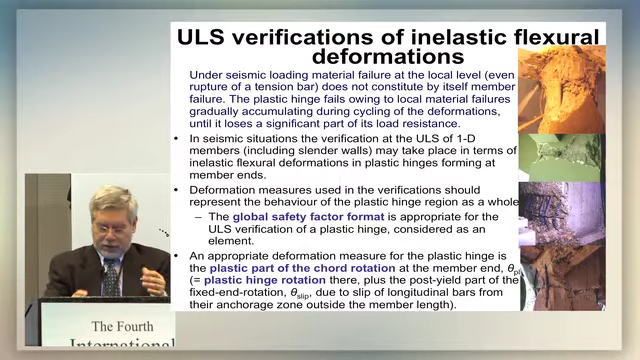 ULS verifications of inelastic flexural
deformations
Under seismic loading material failure at the local level (even
rupture of a tension bar) does not constitute by itself member
failure. The plastic hinge fails owing to local material failures
gradually accumulating during cycling of the deformations,
until it loses a significant part of its load resistance.
• In seismic situations the verification at the ULS of 1-D
members (including slender walls) may take place in terms of
inelastic flexural deformations in plastic hinges forming at
member ends.
• Deformation measures used in the verifications should
represent the behaviour of the plastic hinge region as a whole
– The global safety factor format is appropriate for the
ULS verification of a plastic hinge, considered as an
element.
• An appropriate deformation measure for the plastic hinge is
the plastic part of the chord rotation at the member end, θpl
(= plastic hinge rotation there, plus the post-yield part of the
fixed-end-rotation, θslip, due to slip of longitudinal bars from
their anchorage zone outside the member length).
The Fourth
International